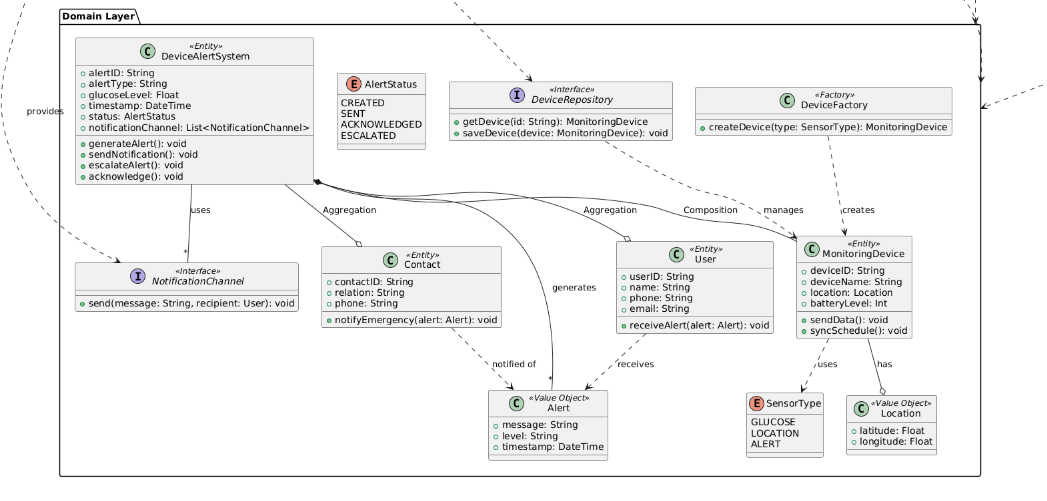 Domain Layer
«Entity»
DeviceAlertSystem
alertID: String
alertType: String
glucoseLevel: Float
timestamp: DateTime
status: AlertStatus
notificationChannel: List<NotificationChannel>
generateAlert(): void
sendNotification(): void
escalateAlert(): void
acknowledge(): void
E AlertStatus
CREATED
SENT
ACKNOWLEDGED
ESCALATED
«Interface»
DeviceRepository
getDevice(id: String): MonitoringDevice
saveDevice(device: MonitoringDevice): void
«Factory»
DeviceFactory
createDevice(type: SensorType): MonitoringDevice
provides
uses
Aggregation
Aggregation
Composition
manages
creates
*
«Interface»
NotificationChannel
send(message: String, recipient: User): void
«Entity»
Contact
contactID: String
relation: String
phone: String
notifyEmergency(alert: Alert): void
generates
«Entity»
User
userID: String
name: String
phone: String
email: String
receiveAlert(alert: Alert): void
«Entity»
MonitoringDevice
deviceID: String
deviceName: String
location: Location
batteryLevel: Int
sendData(): void
syncSchedule(): void
notified of
receives
uses
has
*
«Value Object»
Alert
message: String
level: String
timestamp: DateTime
E SensorType
GLUCOSE
LOCATION
ALERT
«Value Object»
Location
latitude: Float
longitude: Float